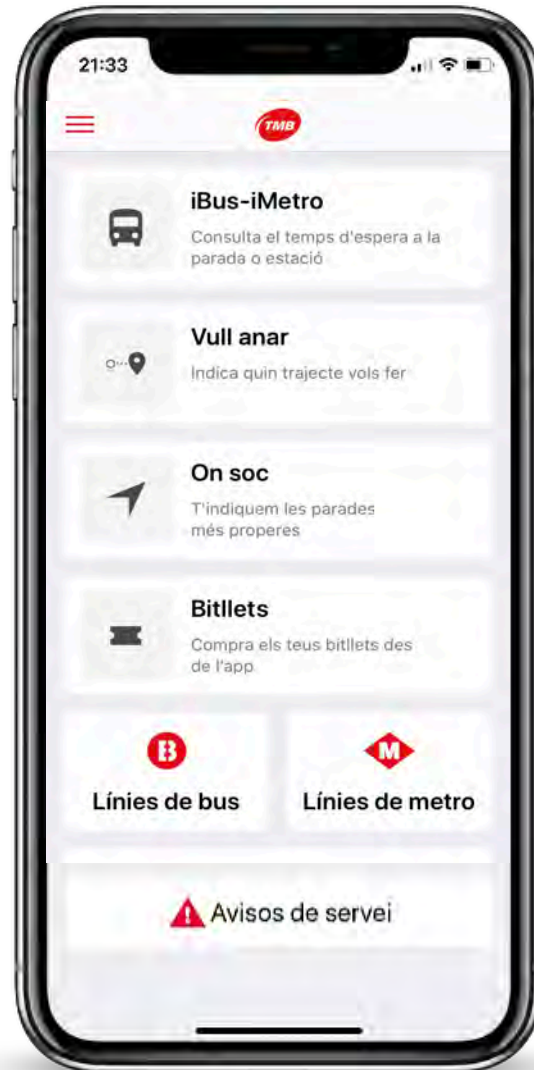 21:33
TMB
iBus-iMetro
Consulta el temps d'espera a la
parada o estació
Vull anar
Indica quin trajecte vols fer
On soc
T'indiquem les parades
més properes
Bitllets
Compra els teus bitllets des
de l'app
B
Línies de bus
M
Línies de metro
Avisos de servei